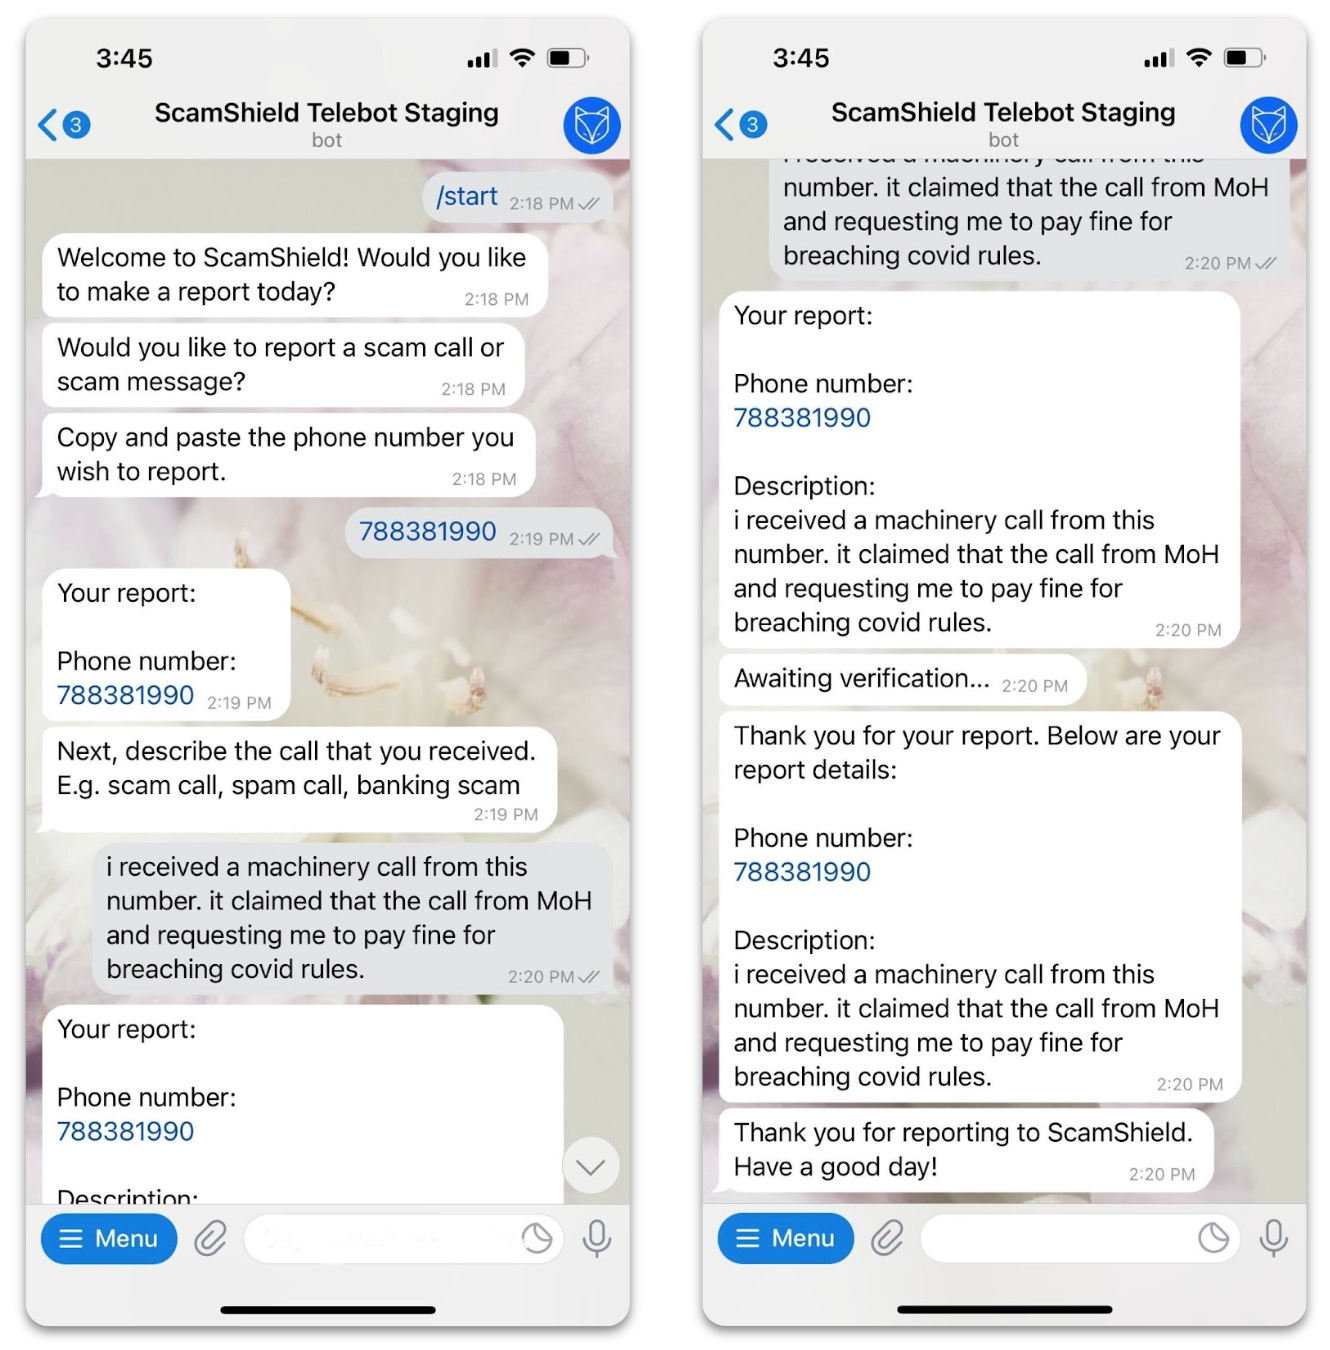 3:45
3
ScamShield Telebot Staging
bot
/start 2:18 PM
Welcome to ScamShield! Would you like
to make a report today? 2:18 PM
Would you like to report a scam call or
scam message? 2:18 PM
Copy and paste the phone number you
wish to report. 2:18 PM
788381990 2:19 PM
Your report:
Phone number:
788381990 2:19 PM
Next, describe the call that you received.
E.g. scam call, spam call, banking scam
2:19 PM
i received a machinery call from this
number. it claimed that the call from MoH
and requesting me to pay fine for
breaching covid rules. 2:20 PM
Your report:
Phone number:
788381990
Description:
Menu
3:45
3
ScamShield Telebot Staging
bot
i received a machinery call from this
number. it claimed that the call from MoH
and requesting me to pay fine for
breaching covid rules. 2:20 PM
Your report:
Phone number:
788381990
Description:
i received a machinery call from this
number. it claimed that the call from MoH
and requesting me to pay fine for
breaching covid rules. 2:20 PM
Awaiting verification... 2:20 PM
Thank you for your report. Below are your
report details:
Phone number:
788381990
Description:
i received a machinery call from this
number. it claimed that the call from MoH
and requesting me to pay fine for
breaching covid rules. 2:20 PM
Thank you for reporting to ScamShield.
Have a good day! 2:20 PM
Menu